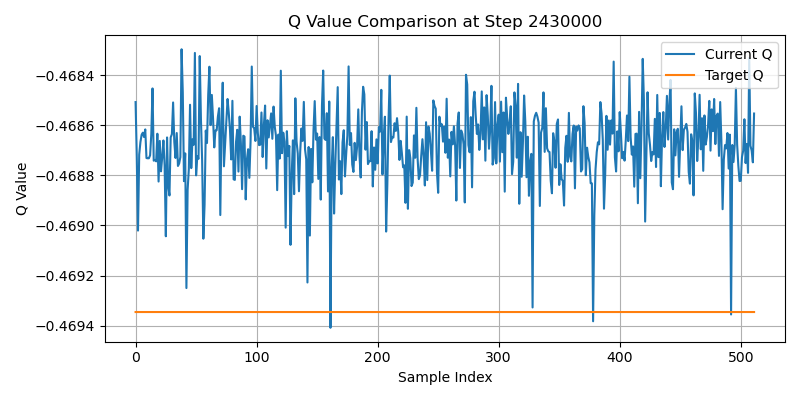 Q Value Comparison at Step 2430000
Current Q
Target Q
Q Value
−0.4684
−0.4686
−0.4688
−0.4690
−0.4692
−0.4694
0 100 200 300 400 500
Sample Index